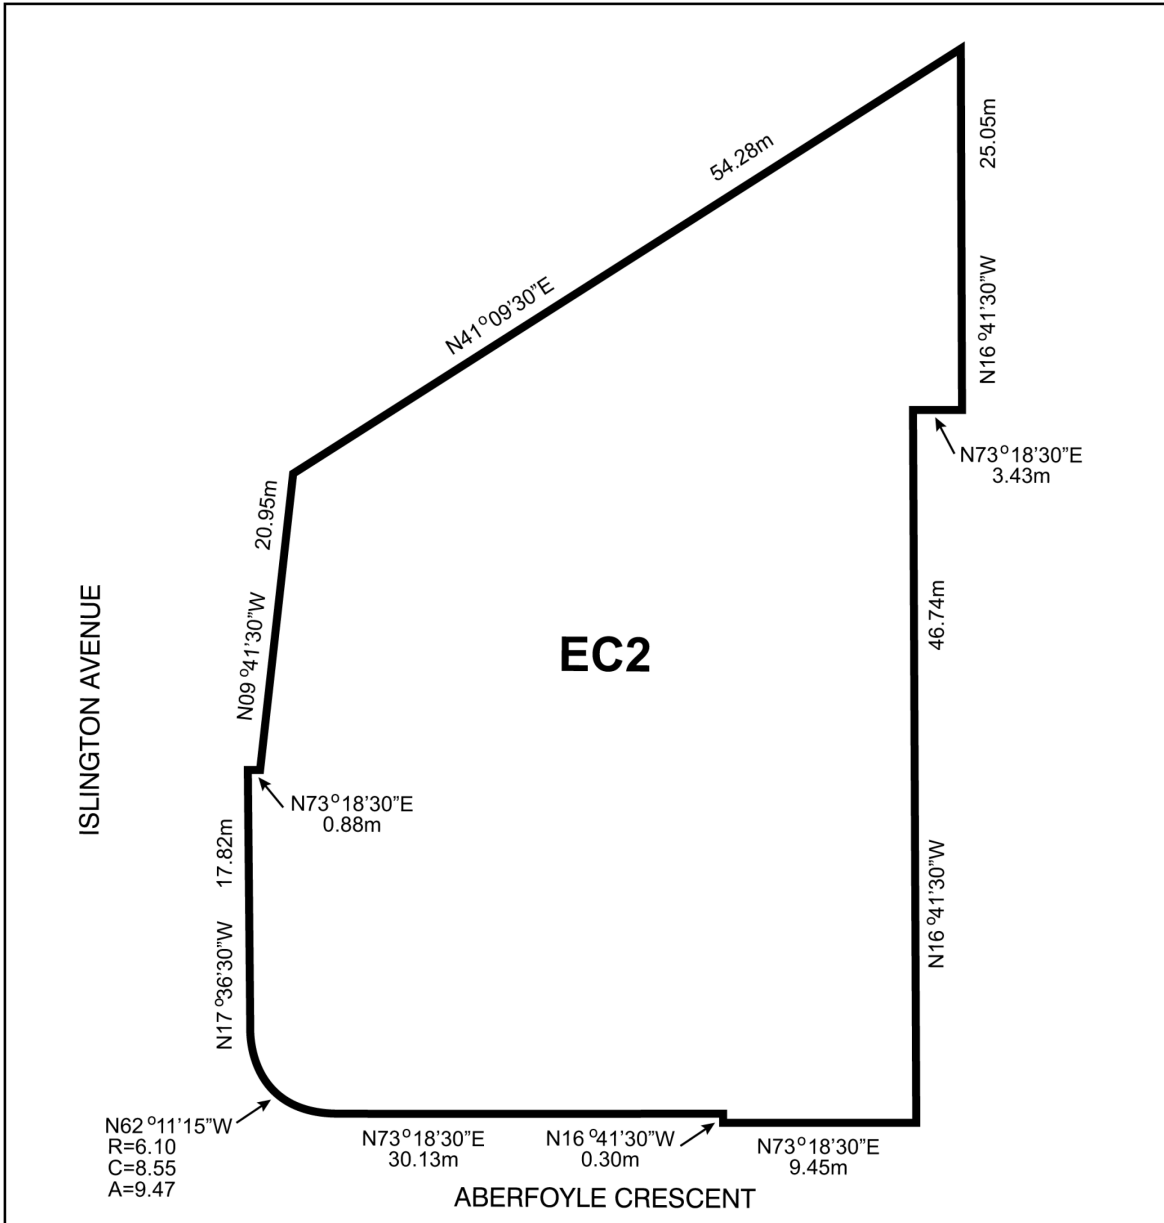 54.28m
25.05m
N41°09'30"E
N16°41'30"W
N73°18'30"E
3.43m
20.95m
N09°41'30"W
46.74m
EC2
ISLINGTON AVENUE
N73°18'30"E
0.88m
17.82m
N16°41'30"W
N17°36'30"W
N62°11'15"W
R=6.10
C=8.55
A=9.47
N73°18'30"E
30.13m
N16°41'30"W
0.30m
N73°18'30"E
9.45m
ABERFOYLE CRESCENT